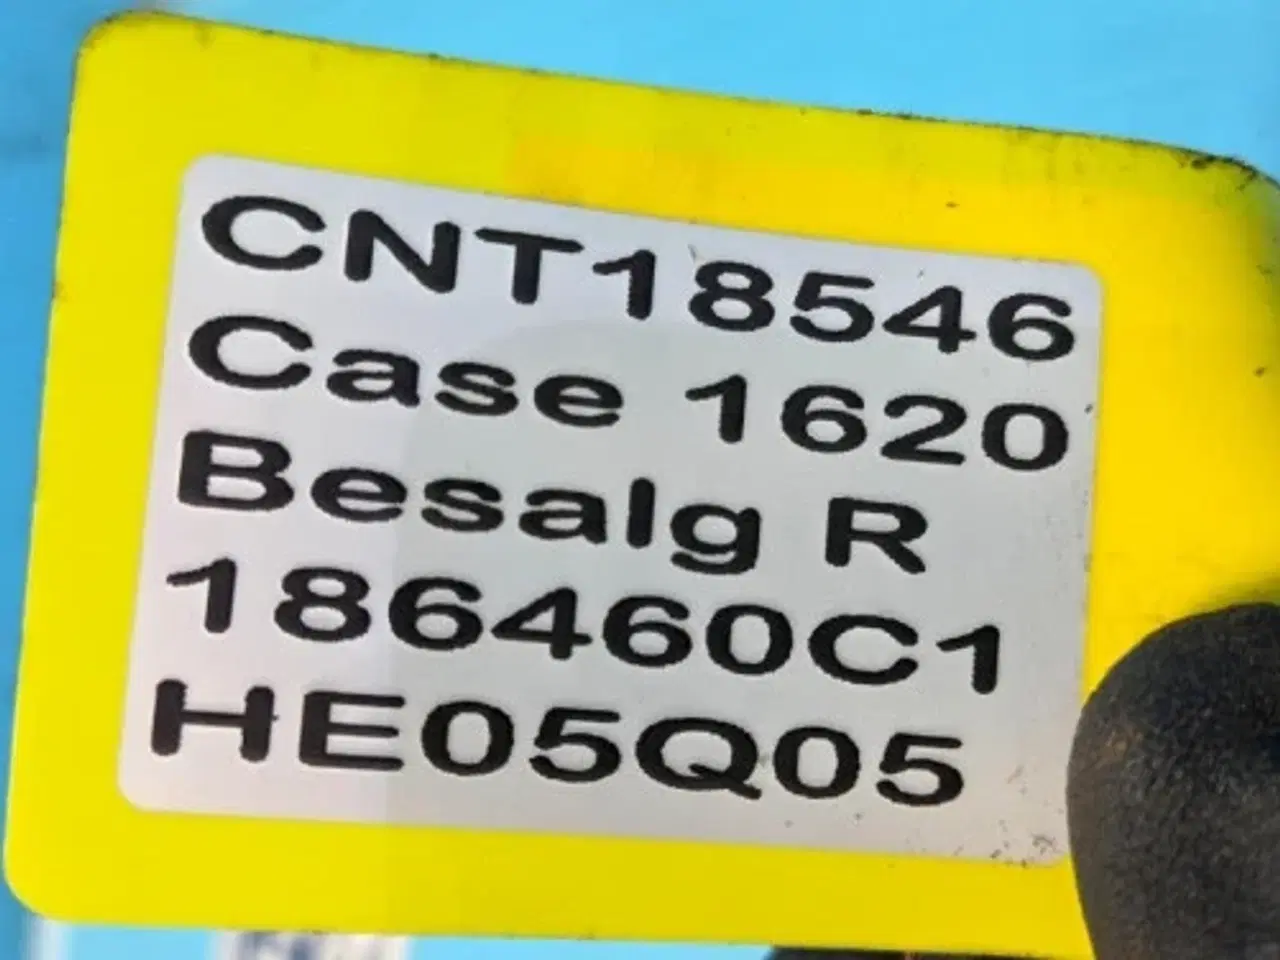 CNT18546
Case 1620
Besalg R
186460C1
HE05Q05